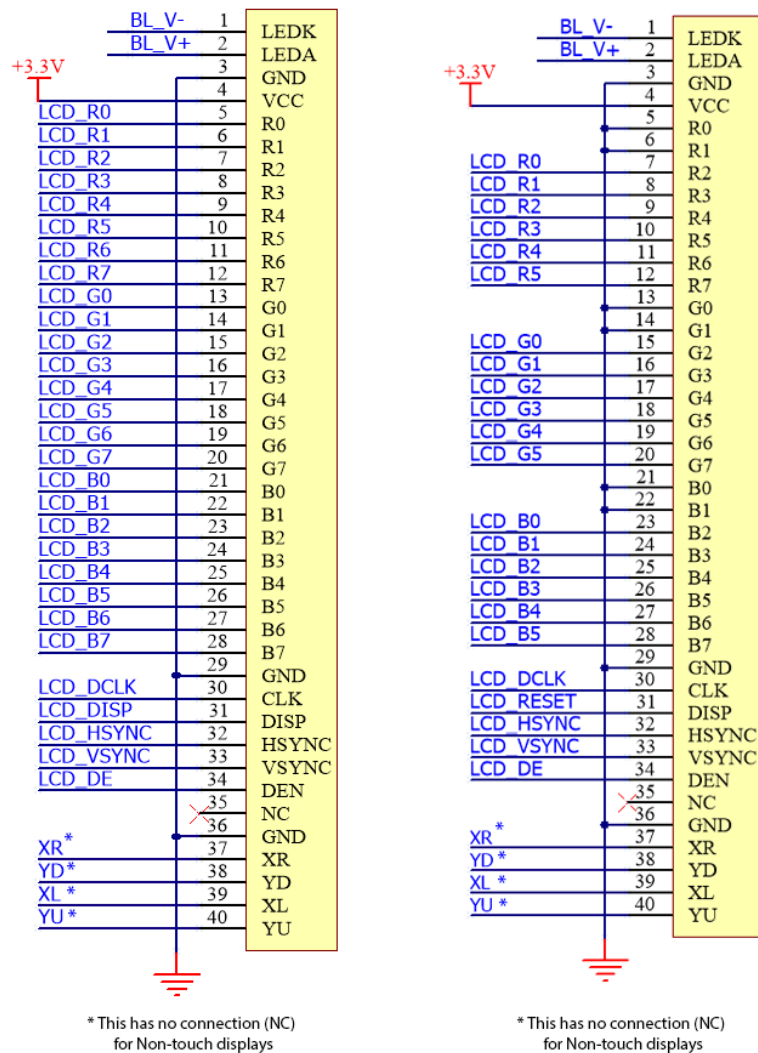 BL_V- 1 LEDK
BL_V+ 2 LEDA
3 GND
+3.3V 4 VCC
LCD_R0 5 R0
LCD_R1 6 R1
LCD_R2 7 R2
LCD_R3 8 R3
LCD_R4 9 R4
LCD_R5 10 R5
LCD_R6 11 R6
LCD_R7 12 R7
LCD_G0 13 G0
LCD_G1 14 G1
LCD_G2 15 G2
LCD_G3 16 G3
LCD_G4 17 G4
LCD_G5 18 G5
LCD_G6 19 G6
LCD_G7 20 G7
LCD_B0 21 B0
LCD_B1 22 B1
LCD_B2 23 B2
LCD_B3 24 B3
LCD_B4 25 B4
LCD_B5 26 B5
LCD_B6 27 B6
LCD_B7 28 B7
29 GND
LCD_DCLK 30 CLK
LCD_DISP 31 DISP
LCD_HSYNC 32 HSYNC
LCD_VSYNC 33 VSYNC
LCD_DE 34 DEN
35 NC
36 GND
XR* 37 XR
YD* 38 YD
XL* 39 XL
YU* 40 YU
* This has no connection (NC)
for Non-touch displays
BL_V- 1 LEDK
BL_V+ 2 LEDA
3 GND
+3.3V 4 VCC
5 R0
6 R1
LCD_R0 7 R2
LCD_R1 8 R3
LCD_R2 9 R4
LCD_R3 10 R5
LCD_R4 11 R6
LCD_R5 12 R7
13 G0
14 G1
LCD_G0 15 G2
LCD_G1 16 G3
LCD_G2 17 G4
LCD_G3 18 G5
LCD_G4 19 G6
LCD_G5 20 G7
21 B0
22 B1
LCD_B0 23 B2
LCD_B1 24 B3
LCD_B2 25 B4
LCD_B3 26 B5
LCD_B4 27 B6
LCD_B5 28 B7
29 GND
LCD_DCLK 30 CLK
LCD_RESET 31 DISP
LCD_HSYNC 32 HSYNC
LCD_VSYNC 33 VSYNC
LCD_DE 34 DEN
35 NC
36 GND
XR* 37 XR
YD* 38 YD
XL* 39 XL
YU* 40 YU
* This has no connection (NC)
for Non-touch displays